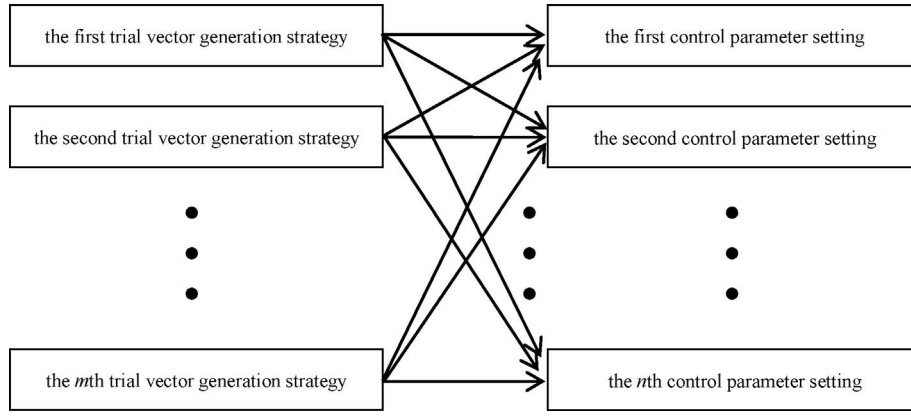 the first trial vector generation strategy
the first control parameter setting
the second trial vector generation strategy
the second control parameter setting
the mth trial vector generation strategy
the nth control parameter setting